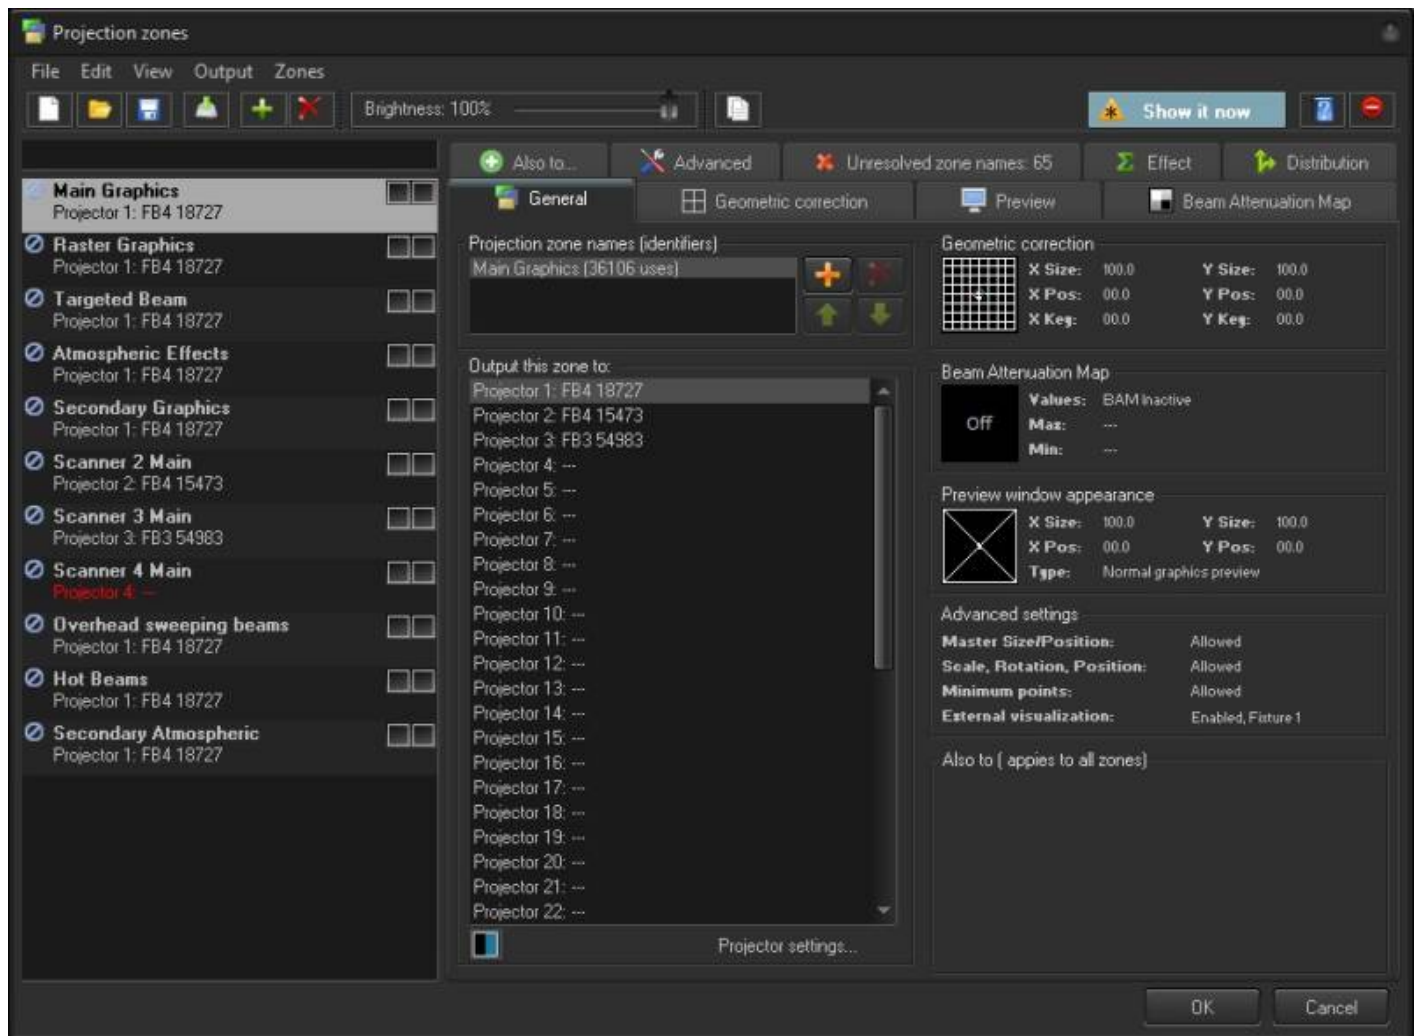 Projection zones
File Edit View Output Zones
Brightness: 100%
Show it now
Also to... Advanced Unresolved zone names: 65 Effect Distribution
General Geometric correction Preview Beam Attenuation Map
Main Graphics
Projector 1: FB4 18727
Raster Graphics
Projector 1: FB4 18727
Targeted Beam
Projector 1: FB4 18727
Atmospheric Effects
Projector 1: FB4 18727
Secondary Graphics
Projector 1: FB4 18727
Scanner 2 Main
Projector 2: FB4 15473
Scanner 3 Main
Projector 3: FB3 54983
Scanner 4 Main
Projector 4: ---
Overhead sweeping beams
Projector 1: FB4 18727
Hot Beams
Projector 1: FB4 18727
Secondary Atmospheric
Projector 1: FB4 18727
Projection zone names (identifiers)
Main Graphics (36106 uses)
Output this zone to:
Projector 1: FB4 18727
Projector 2: FB4 15473
Projector 3: FB3 54983
Projector 4: ---
Projector 5: ---
Projector 6: ---
Projector 7: ---
Projector 8: ---
Projector 9: ---
Projector 10: ---
Projector 11: ---
Projector 12: ---
Projector 13: ---
Projector 14: ---
Projector 15: ---
Projector 16: ---
Projector 17: ---
Projector 18: ---
Projector 19: ---
Projector 20: ---
Projector 21: ---
Projector 22: ---
Projector settings...
Geometric correction
X Size: 100.0 Y Size: 100.0
X Pos: 00.0 Y Pos: 00.0
X Key: 00.0 Y Key: 00.0
Beam Attenuation Map
Off
Values: BAM Inactive
Max: ---
Min: ---
Preview window appearance
X Size: 100.0 Y Size: 100.0
X Pos: 00.0 Y Pos: 00.0
Type: Normal graphics preview
Advanced settings
Master Size/Position: Allowed
Scale, Rotation, Position: Allowed
Minimum points: Allowed
External visualization: Enabled, Fixture 1
Also to ( appies to all zones)
OK Cancel